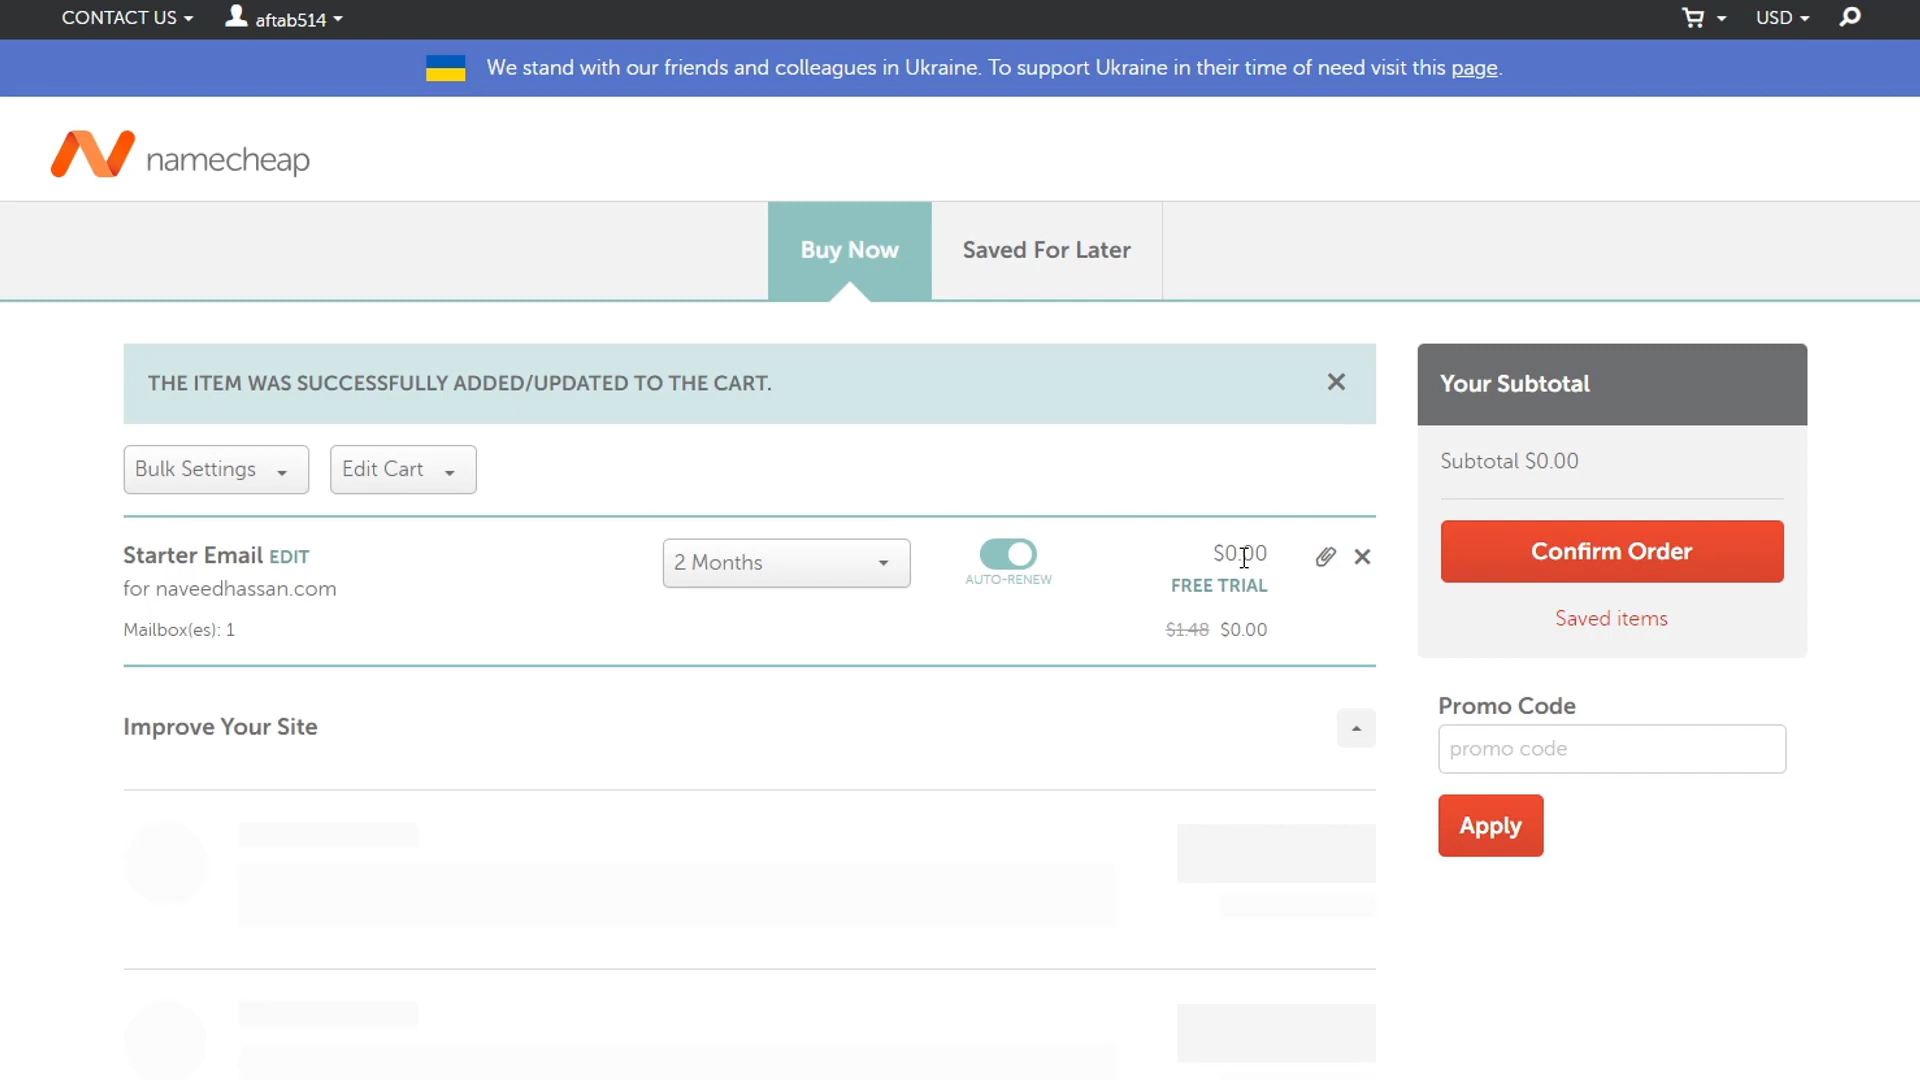 CONTACT US
aftab514
USD
We stand with our friends and colleagues in Ukraine. To support Ukraine in their time of need visit this page.
namecheap
Buy Now
Saved For Later
THE ITEM WAS SUCCESSFULLY ADDED/UPDATED TO THE CART.
Your Subtotal
Subtotal $0.00
Bulk Settings
Edit Cart
Confirm Order
Saved items
Starter Email EDIT
for naveedhassan.com
Mailbox(es): 1
2 Months
AUTO-RENEW
$0.00
FREE TRIAL
$1.48 $0.00
Improve Your Site
Promo Code
promo code
Apply